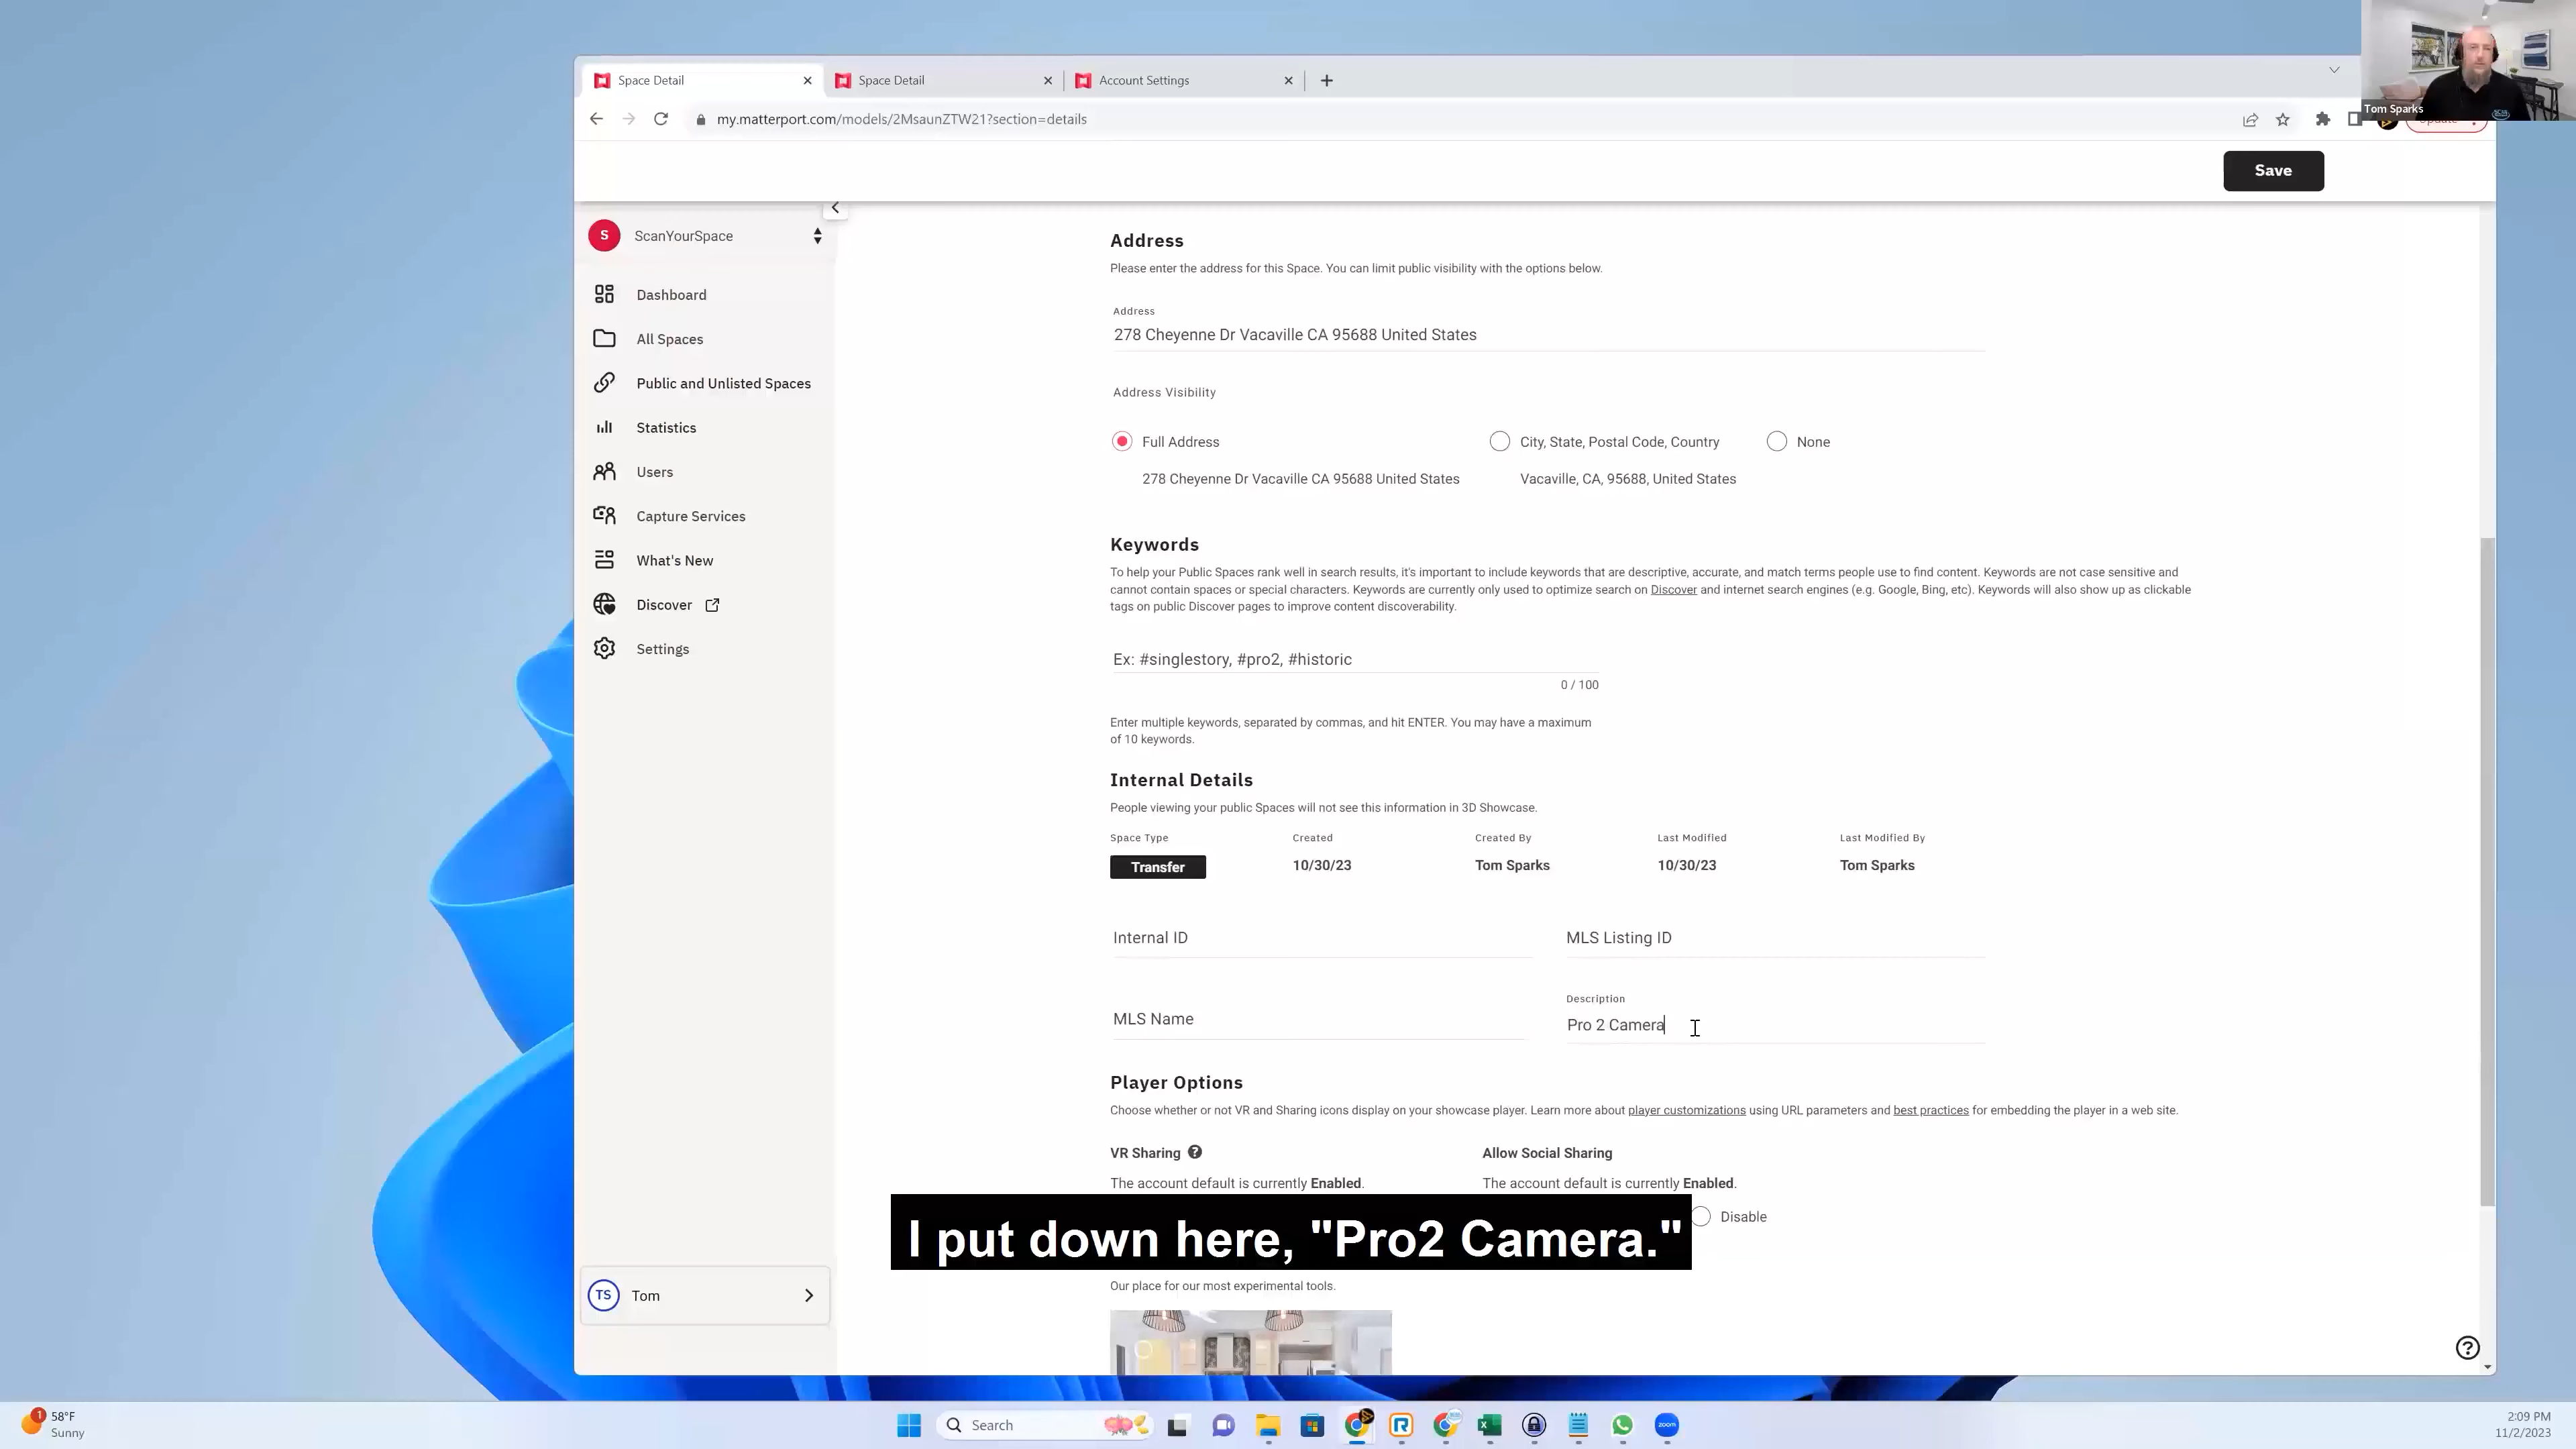 Space Detail
Space Detail
Account Settings
Tom Sparks
my.matterport.com/models/2MsaunZTW21?section=details
Save
S ScanYourSpace
Dashboard
All Spaces
Public and Unlisted Spaces
Statistics
Users
Capture Services
What's New
Discover
Settings
TS Tom
Address
Please enter the address for this Space. You can limit public visibility with the options below.
Address
278 Cheyenne Dr Vacaville CA 95688 United States
Address Visibility
Full Address
City, State, Postal Code, Country
None
278 Cheyenne Dr Vacaville CA 95688 United States
Vacaville, CA, 95688, United States
Keywords
To help your Public Spaces rank well in search results, it's important to include keywords that are descriptive, accurate, and match terms people use to find content. Keywords are not case sensitive and
cannot contain spaces or special characters. Keywords are currently only used to optimize search on Discover and internet search engines (e.g. Google, Bing, etc). Keywords will also show up as clickable
tags on public Discover pages to improve content discoverability.
Ex: #singlestory, #pro2, #historic
0 / 100
Enter multiple keywords, separated by commas, and hit ENTER. You may have a maximum
of 10 keywords.
Internal Details
People viewing your public Spaces will not see this information in 3D Showcase.
Space Type Created Created By Last Modified Last Modified By
Transfer 10/30/23 Tom Sparks 10/30/23 Tom Sparks
Internal ID
MLS Listing ID
MLS Name
Description
Pro 2 Camera
Player Options
Choose whether or not VR and Sharing icons display on your showcase player. Learn more about player customizations using URL parameters and best practices for embedding the player in a web site.
VR Sharing
Allow Social Sharing
The account default is currently Enabled.
The account default is currently Enabled.
Disable
I put down here, "Pro2 Camera."
Our place for our most experimental tools.
1
58°F
Sunny
Search
zoom
2:09 PM
11/2/2023